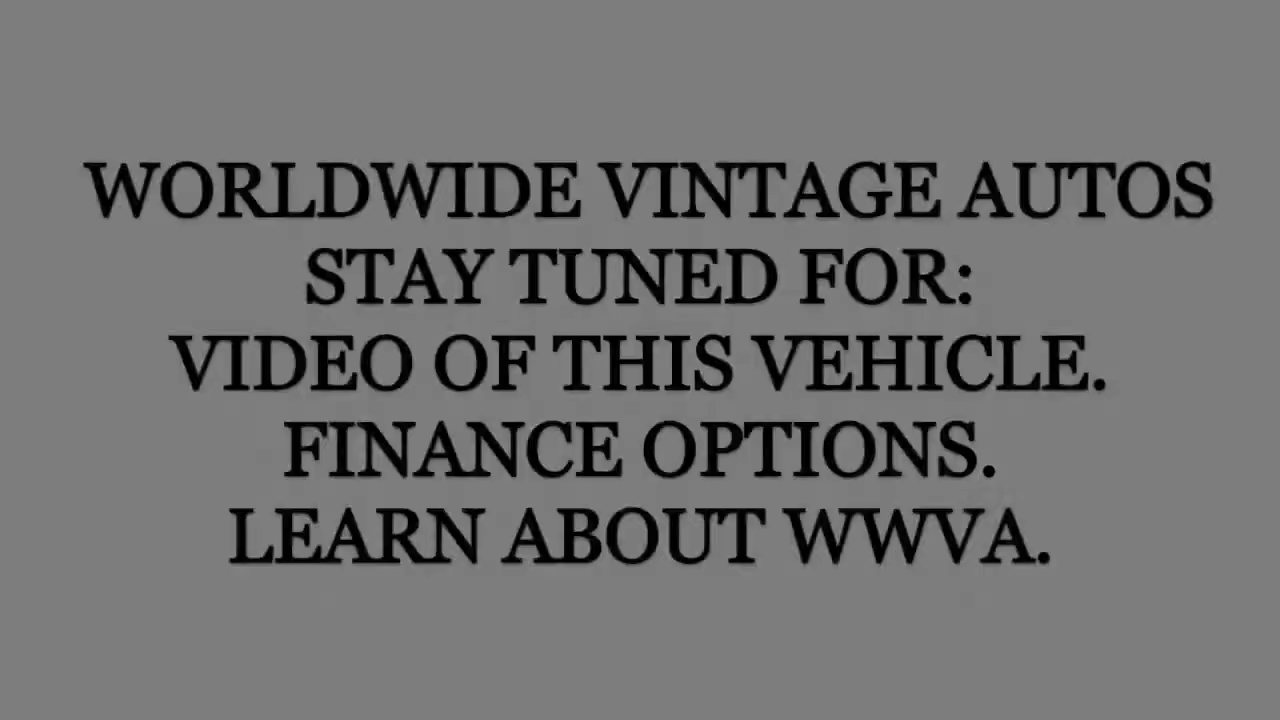 WORLDWIDE VINTAGE AUTOS
STAY TUNED FOR:
VIDEO OF THIS VEHICLE.
FINANCE OPTIONS.
LEARN ABOUT WWVA.